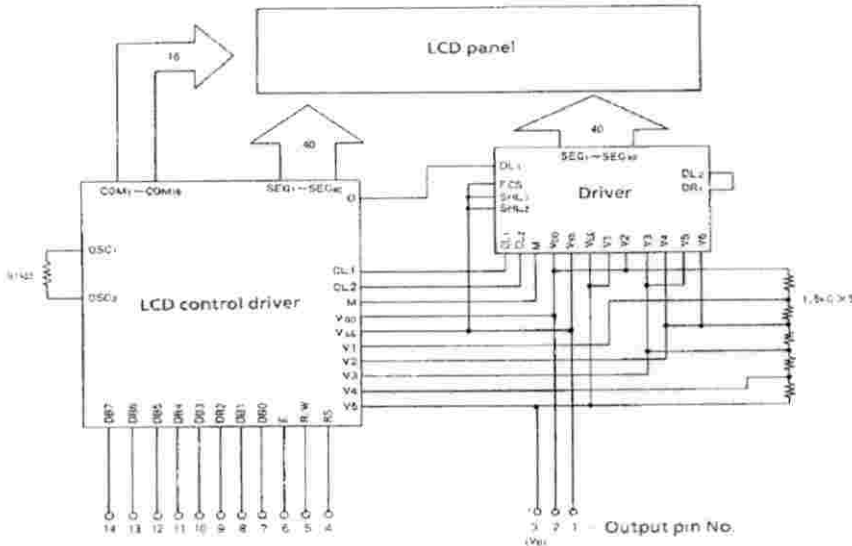 LCD panel
16
40
40
COM₁~COM₁₆
SEG₁~SEG₄₀
SEG₁~SEG₄₀
D
DL₁
FCS
SHL₁
SHL₂
Driver
DL₂
DR₁
CL₁
CL₂
M
VDD
VSS
VEE
V1
V2
V3
V4
V5
V6
OSC₁
OSC₂
LCD control driver
CL1
CL2
M
VDD
V1
V2
V3
V4
V5
DB7
DB6
DB5
DB4
DB3
DB2
DB1
DB0
E
R/W
RS
14
13
12
11
10
9
8
7
6
5
4
3
2
1
Output pin No.